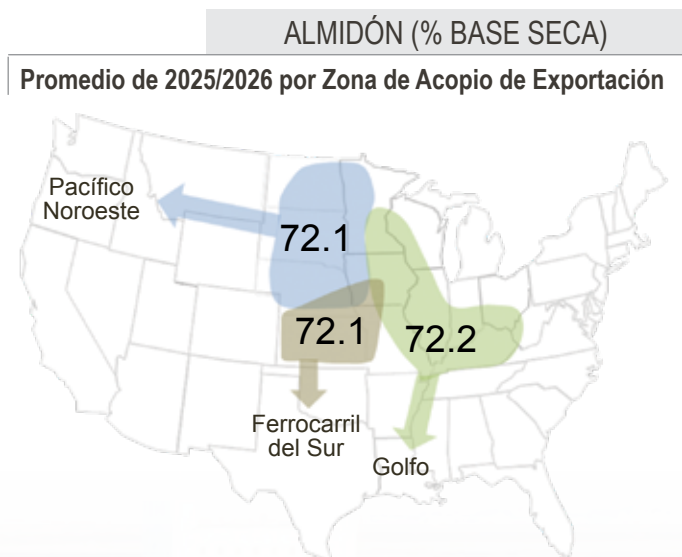 ALMIDÓN (% BASE SECA)
Promedio de 2025/2026 por Zona de Acopio de Exportación
Pacífico
Noroeste
72.1
72.1
72.2
Ferrocarril
del Sur
Golfo